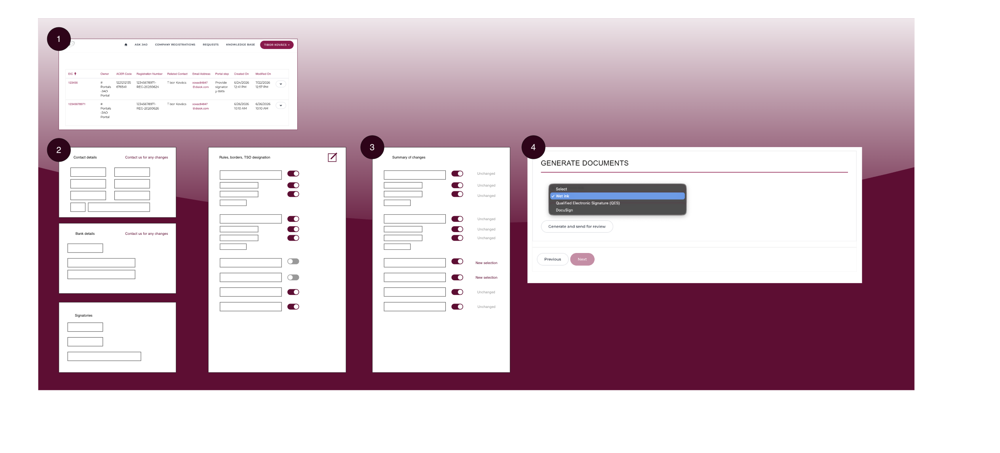 1
ASK JAO COMPANY REGISTRATIONS REQUESTS KNOWLEDGE BASE TIBOR KOVÁCS
EIC Owner ACER Code Registration Number Related Contact Email Address Portal step Created On Modified On
123456 # 1221212135 12345678971- Tibor Kovács xoxac84847 Provide 6/24/2026 7/22/2026
Portals 676541 REG-20260624 @disiok.com signator 12:41 PM 12:57 PM
-JAO y data
Portal
12345678971 # 12345678971- Tibor Kovács xoxac84847 6/26/2026 6/26/2026
Portals REG-20260626 @disiok.com 10:10 AM 10:10 AM
-JAO
Portal
2
Contact details Contact us for any changes
Bank details Contact us for any changes
Signatories
Rules, borders, TSO designation
3
Summary of changes
Unchanged
Unchanged
Unchanged
Unchanged
Unchanged
Unchanged
New selection
New selection
Unchanged
Unchanged
4
GENERATE DOCUMENTS
Select
✓ Wet ink
Qualified Electronic Signature (QES)
DocuSign
Generate and send for review
Previous Next